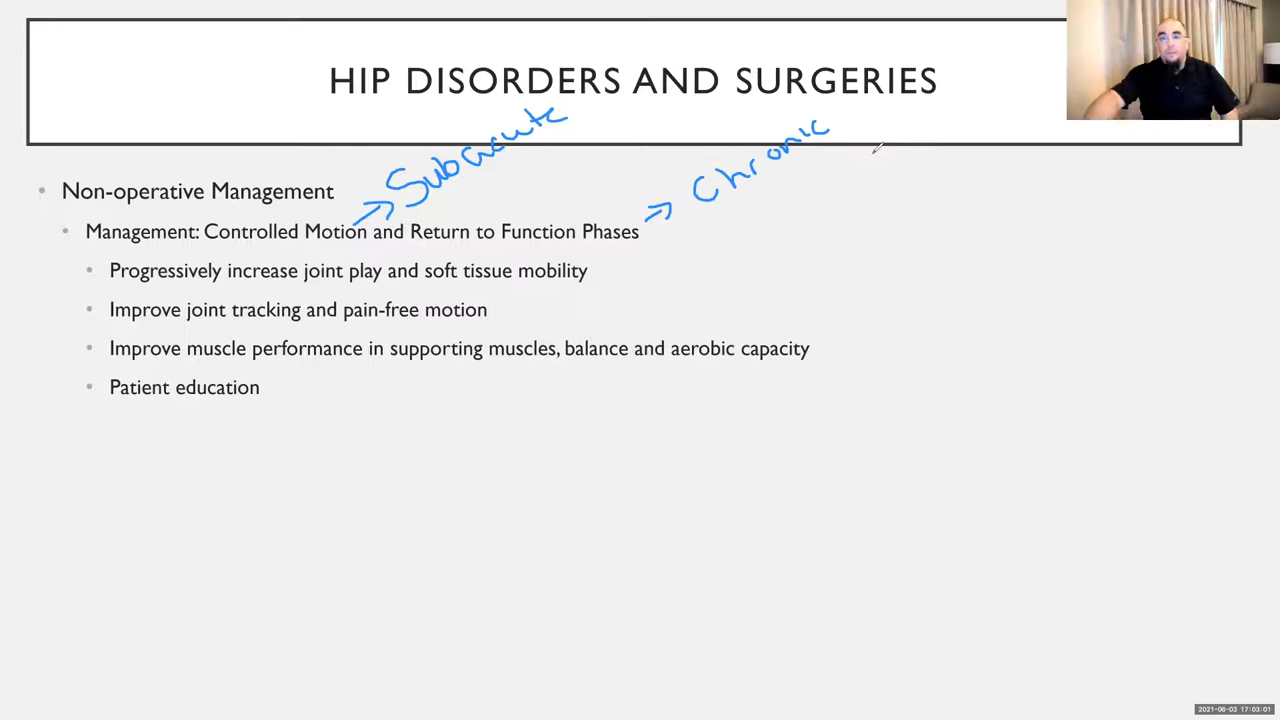 HIP DISORDERS AND SURGERIES
Subacute
Chronic
• Non-operative Management
• Management: Controlled Motion and Return to Function Phases
• Progressively increase joint play and soft tissue mobility
• Improve joint tracking and pain-free motion
• Improve muscle performance in supporting muscles, balance and aerobic capacity
• Patient education
2021-06-03 17:03:01